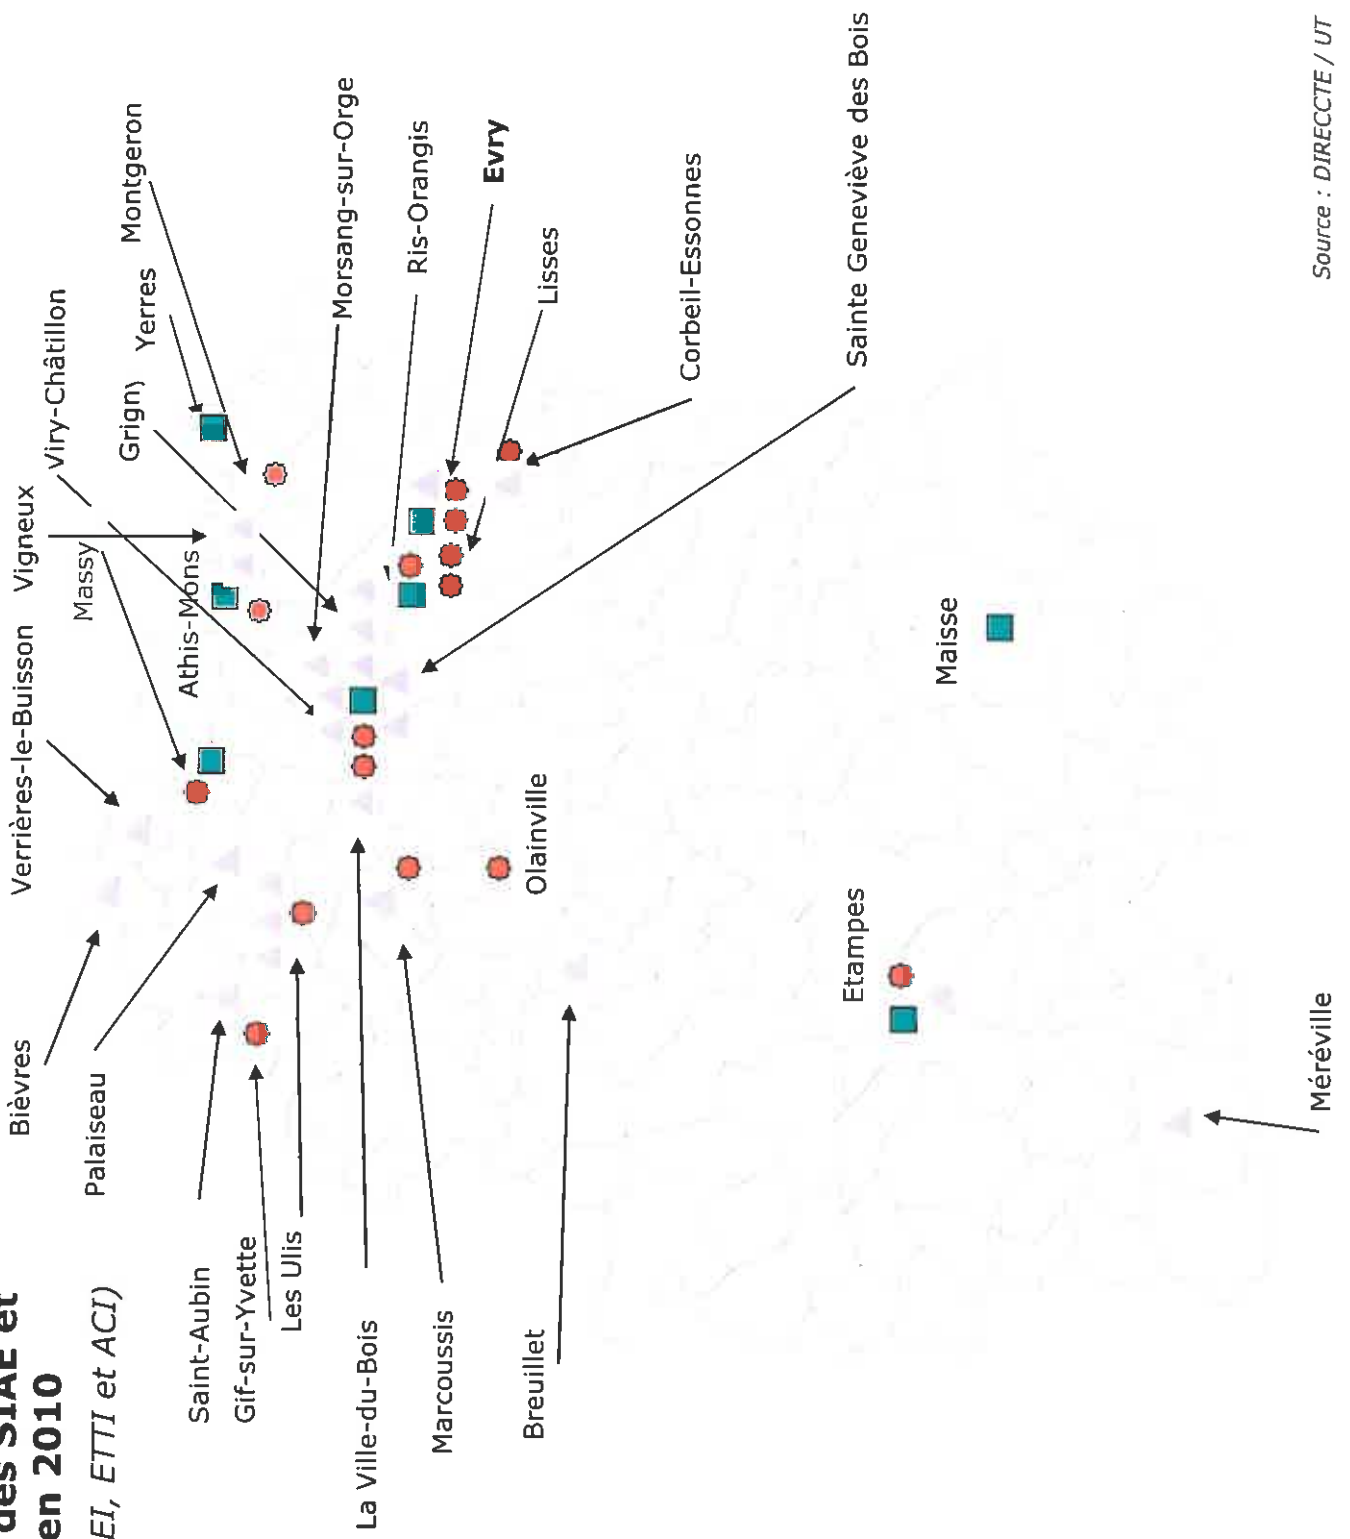 des SIAE et
en 2010
EI, ETTI et ACI)
Bièvres
Verrières-le-Buisson
Vigneux
Viry-Châtillon
Massy
Palaiseau
Grigny
Yerres
Montgeron
Athis-Mons
Saint-Aubin
Gif-sur-Yvette
Les Ulis
Morsang-sur-Orge
La Ville-du-Bois
Ris-Orangis
Marcoussis
Evry
Breuillet
Olainville
Lisses
Corbeil-Essonnes
Sainte Geneviève des Bois
Etampes
Maisse
Méréville
Source : DIRECCTE / UT